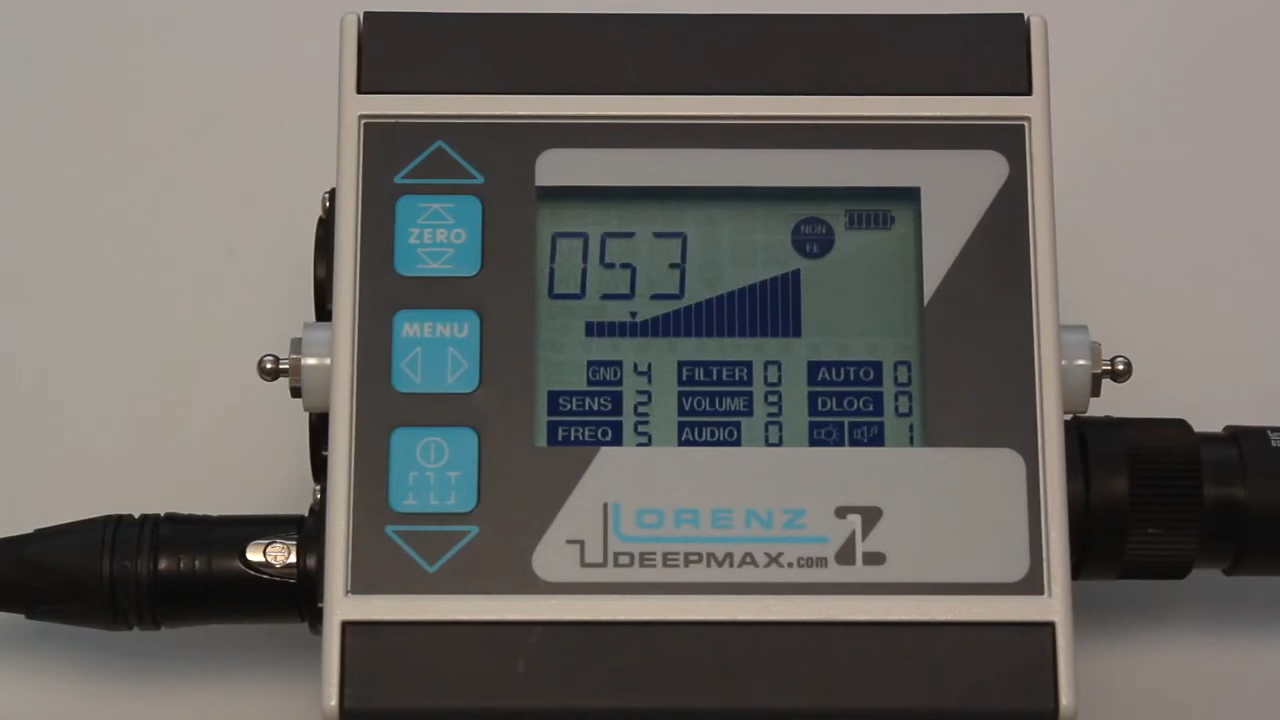 ZERO
MENU
053
NON
FE
GND 4 FILTER 0 AUTO 0
SENS 2 VOLUME 9 DLOG 0
FREQ 5 AUDIO 0 1
LORENZ
DEEPMAX.com Z1